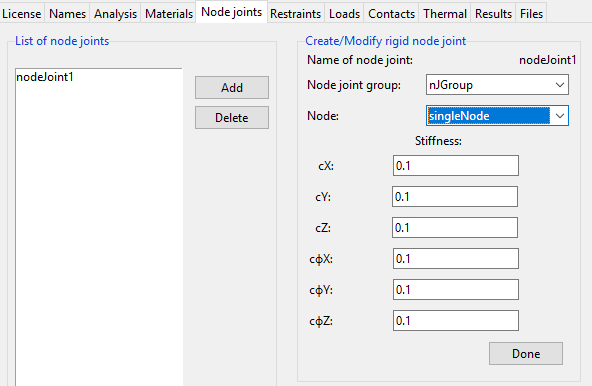 License Names Analysis Materials Node joints Restraints Loads Contacts Thermal Results Files
List of node joints
nodeJoint1
Add
Delete
Create/Modify rigid node joint
Name of node joint: nodeJoint1
Node joint group: nJGroup
Node: singleNode
Stiffness:
cX: 0.1
cY: 0.1
cZ: 0.1
cϕX: 0.1
cϕY: 0.1
cϕZ: 0.1
Done